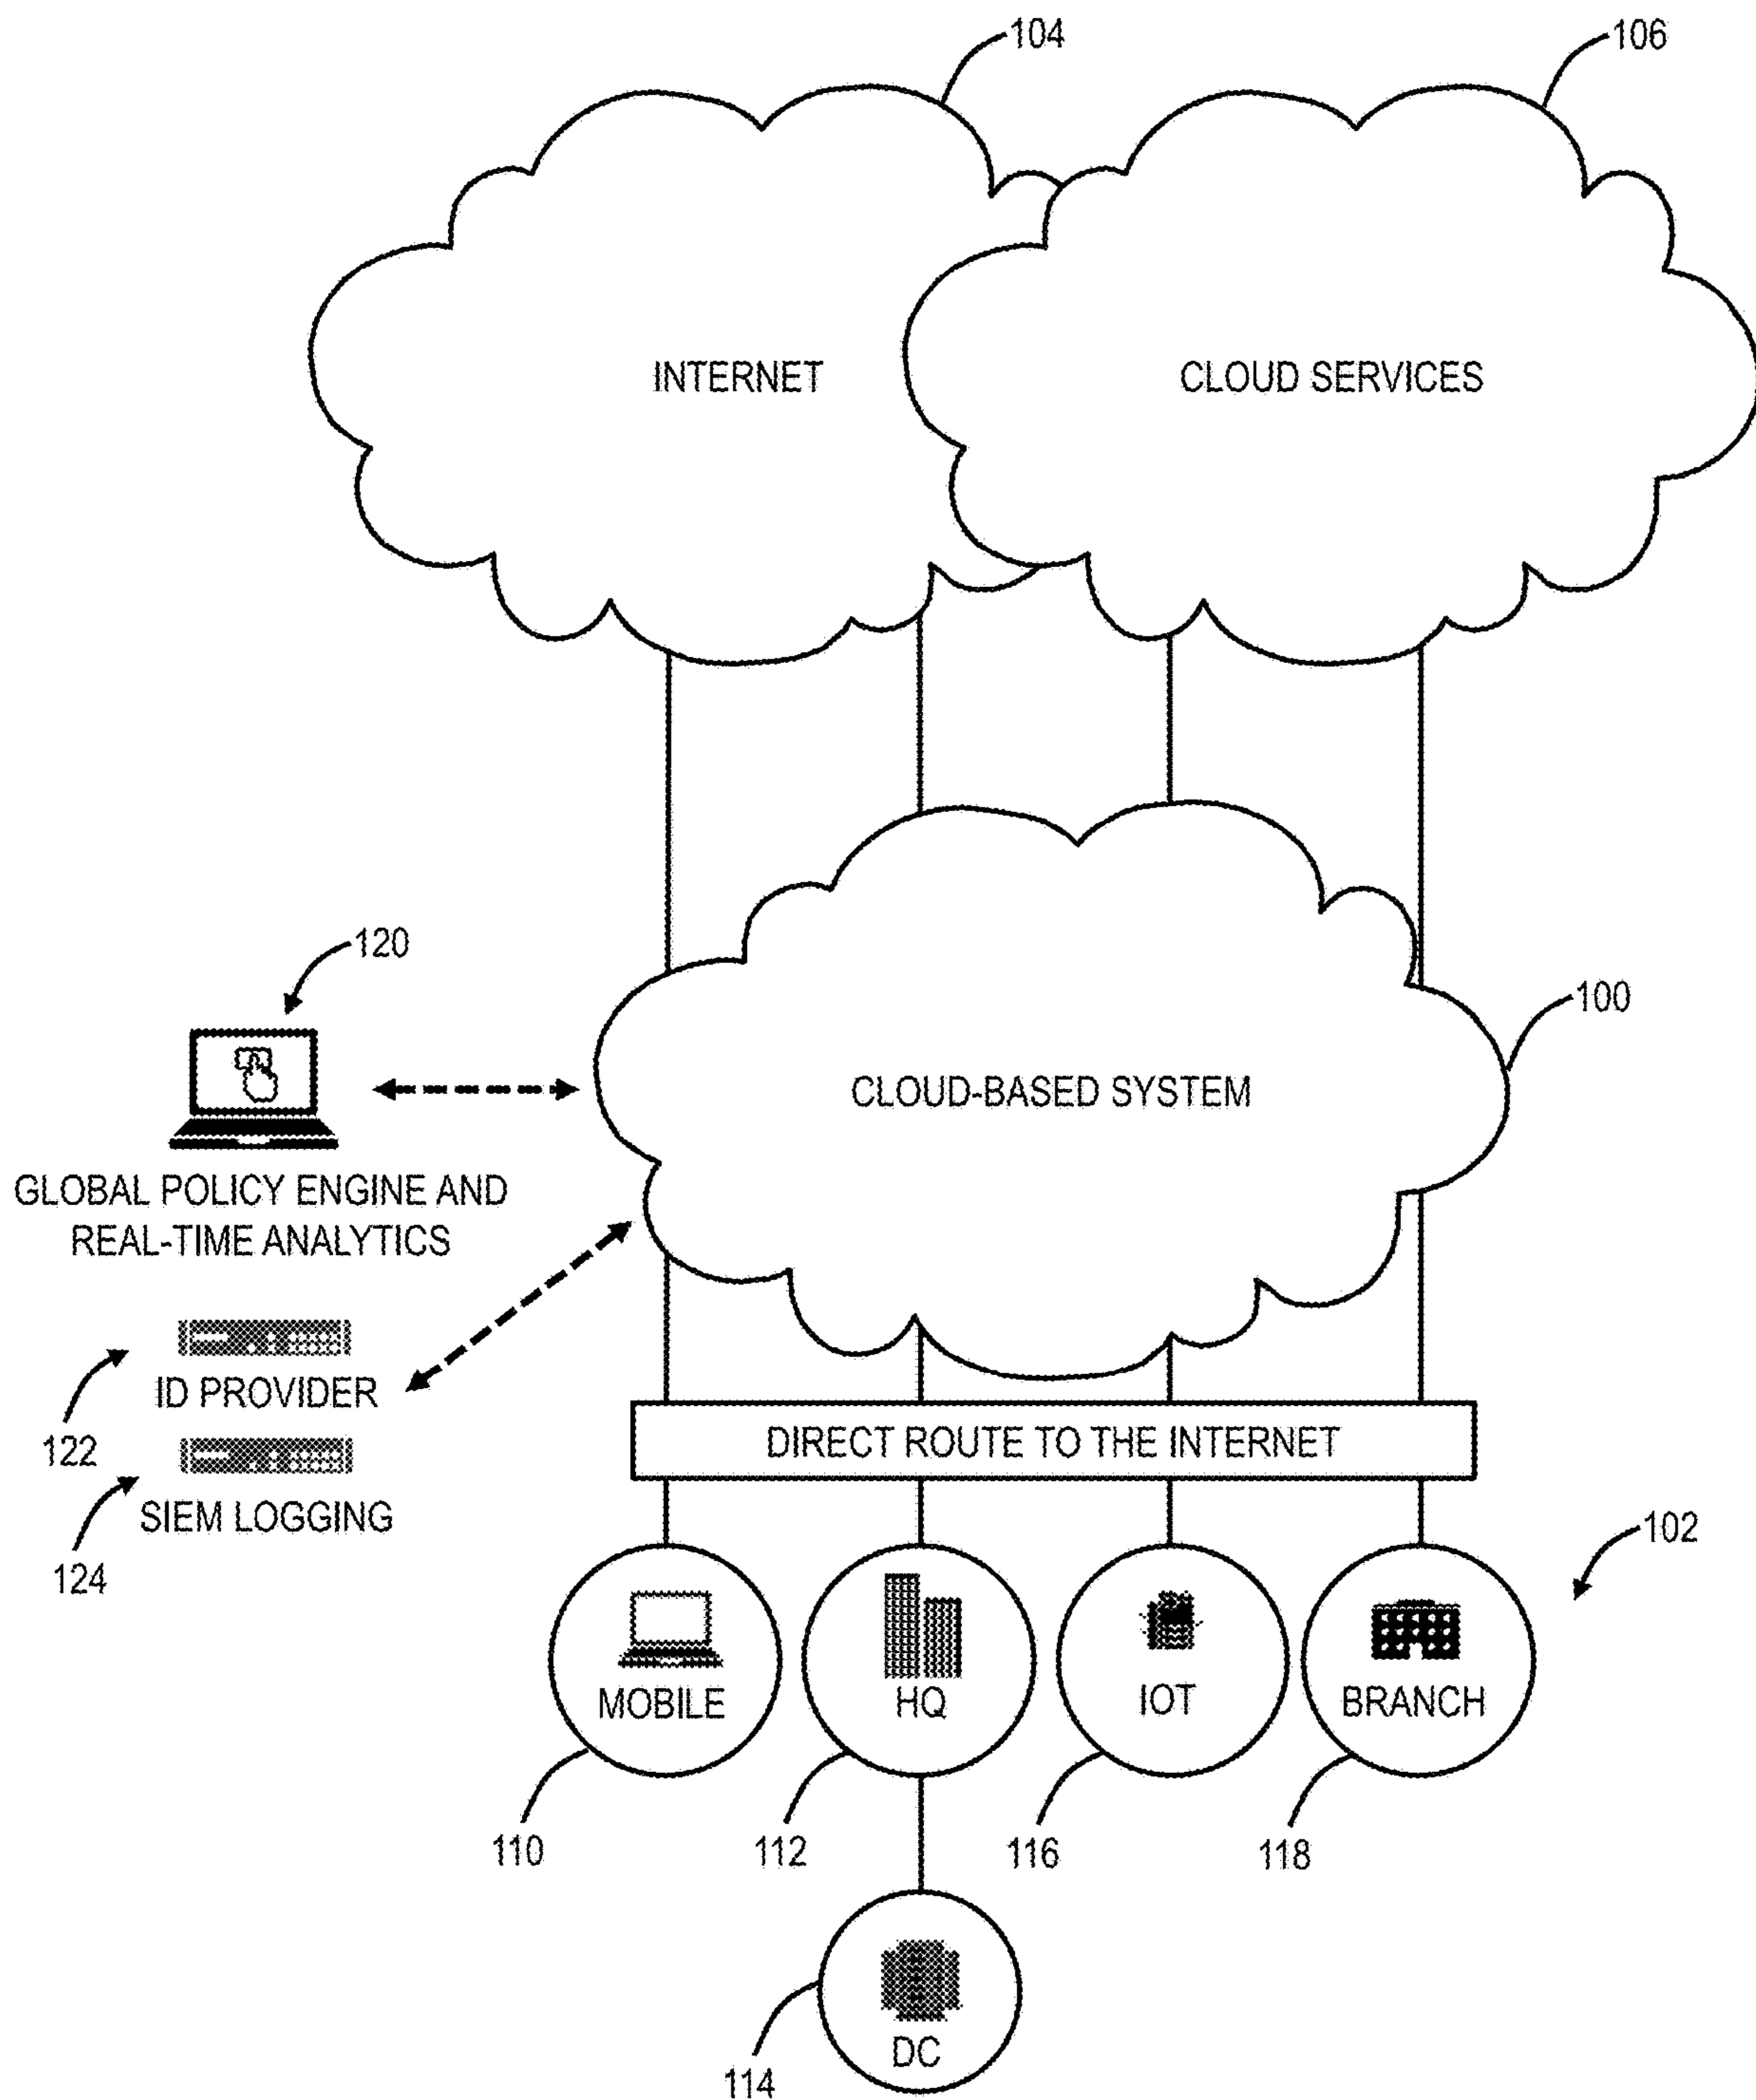 104
106
INTERNET
CLOUD SERVICES
120
100
CLOUD-BASED SYSTEM
GLOBAL POLICY ENGINE AND
REAL-TIME ANALYTICS
ID PROVIDER
122
DIRECT ROUTE TO THE INTERNET
SIEM LOGGING
124
102
MOBILE
HQ
IOT
BRANCH
110
112
116
118
DC
114